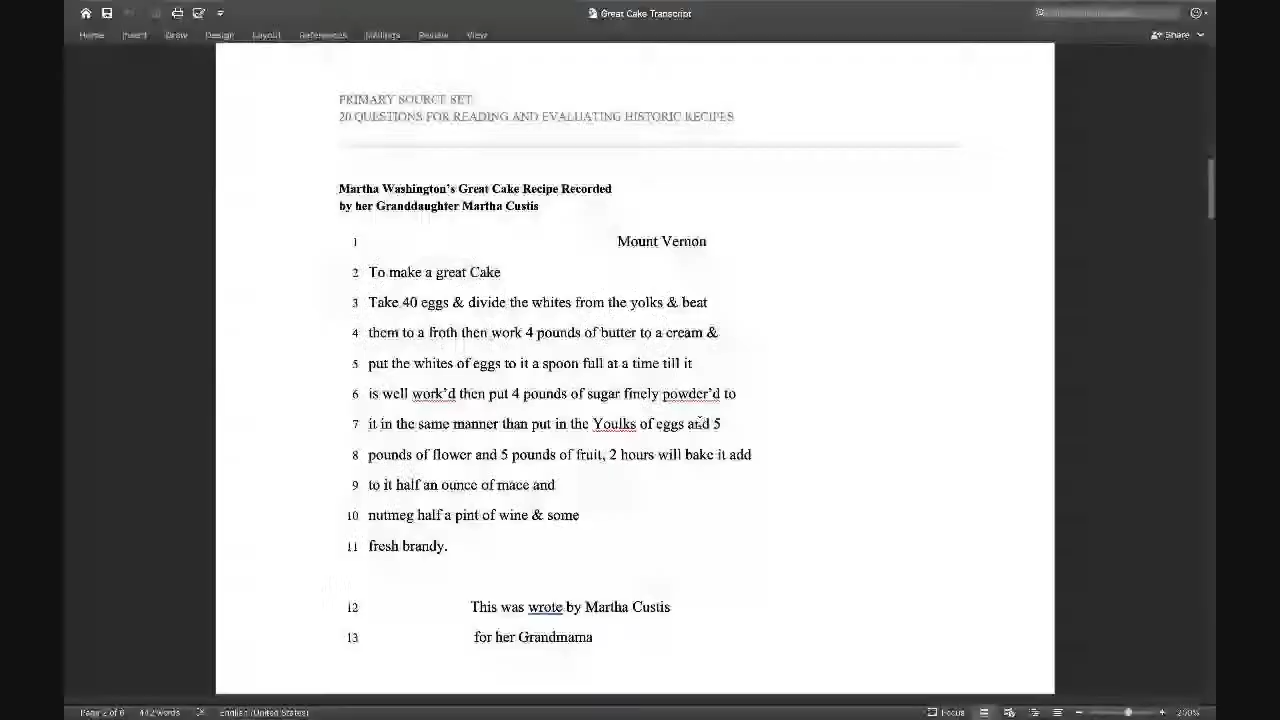 Great Cake Transcript
Home Insert Draw Design Layout References Mailings Review View Share
PRIMARY SOURCE SET
20 QUESTIONS FOR READING AND EVALUATING HISTORIC RECIPES
Martha Washington's Great Cake Recipe Recorded
by her Granddaughter Martha Custis
1 Mount Vernon
2 To make a great Cake
3 Take 40 eggs & divide the whites from the yolks & beat
4 them to a froth then work 4 pounds of butter to a cream &
5 put the whites of eggs to it a spoon full at a time till it
6 is well work'd then put 4 pounds of sugar finely powder'd to
7 it in the same manner than put in the Youlks of eggs and 5
8 pounds of flower and 5 pounds of fruit, 2 hours will bake it add
9 to it half an ounce of mace and
10 nutmeg half a pint of wine & some
11 fresh brandy.
12 This was wrote by Martha Custis
13 for her Grandmama
Page 2 of 6 442 words English (United States) Focus 200%